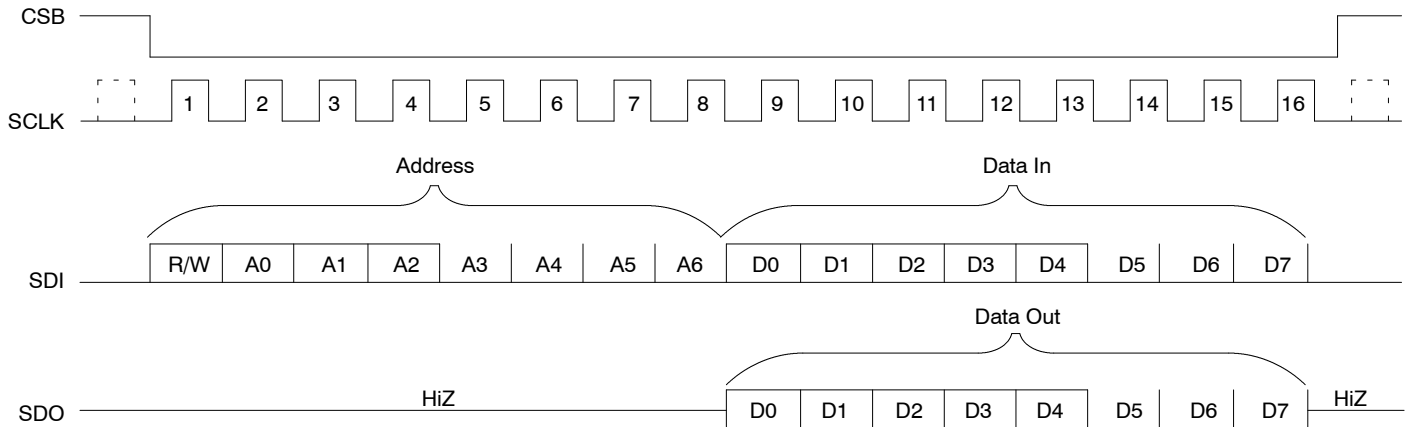 CSB
SCLK 1 2 3 4 5 6 7 8 9 10 11 12 13 14 15 16
Address Data In
SDI R/W A0 A1 A2 A3 A4 A5 A6 D0 D1 D2 D3 D4 D5 D6 D7
Data Out
SDO HiZ D0 D1 D2 D3 D4 D5 D6 D7 HiZ